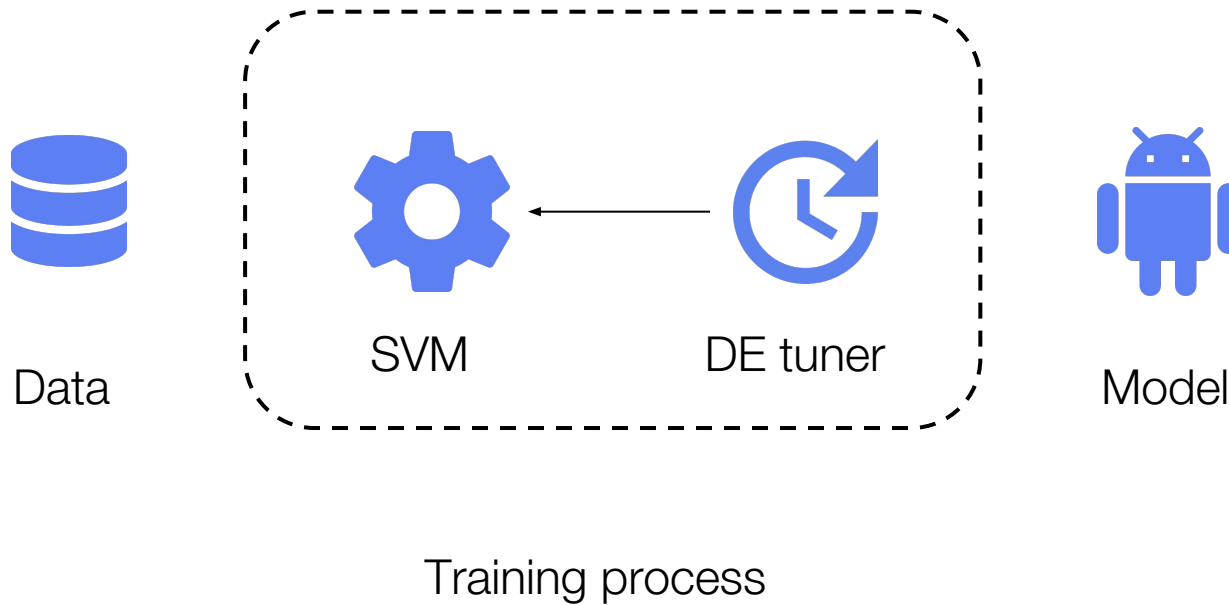 SVM
DE tuner
Data
Model
Training process